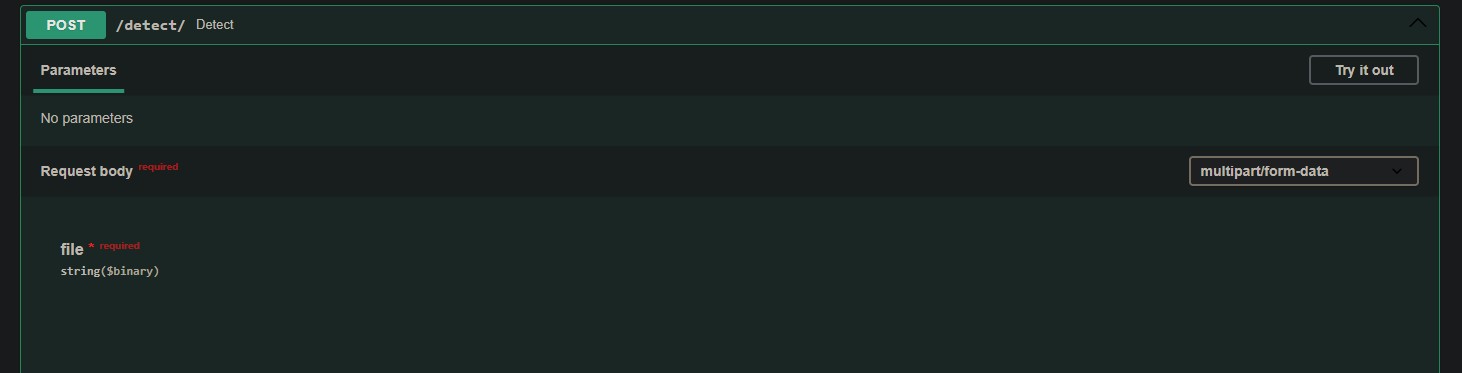 POST /detect/ Detect
Parameters
Try it out
No parameters
Request body required
multipart/form-data
file * required
string($binary)